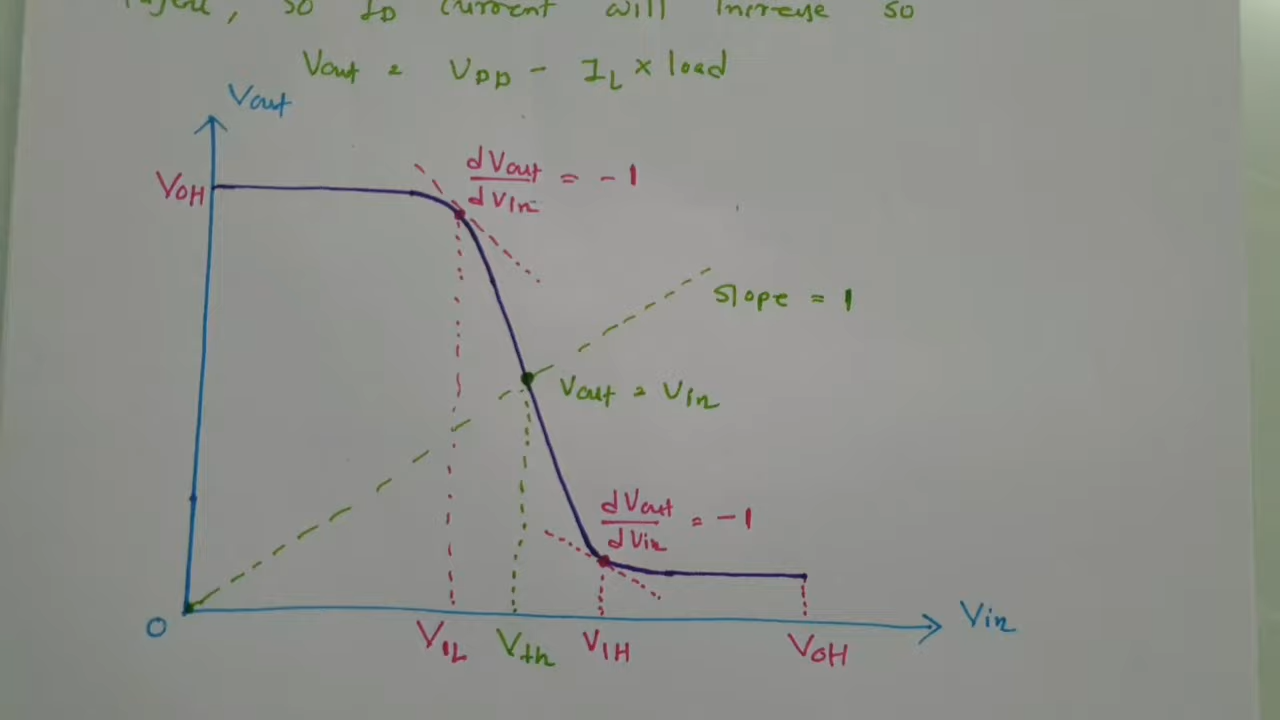 , so ID current will increase so
Vout = VDD - IL × load
Vout
VOH
dVout/dVin = -1
slope = 1
Vout = Vin
dVout/dVin = -1
0
VIL
Vth
VIH
VOH
Vin